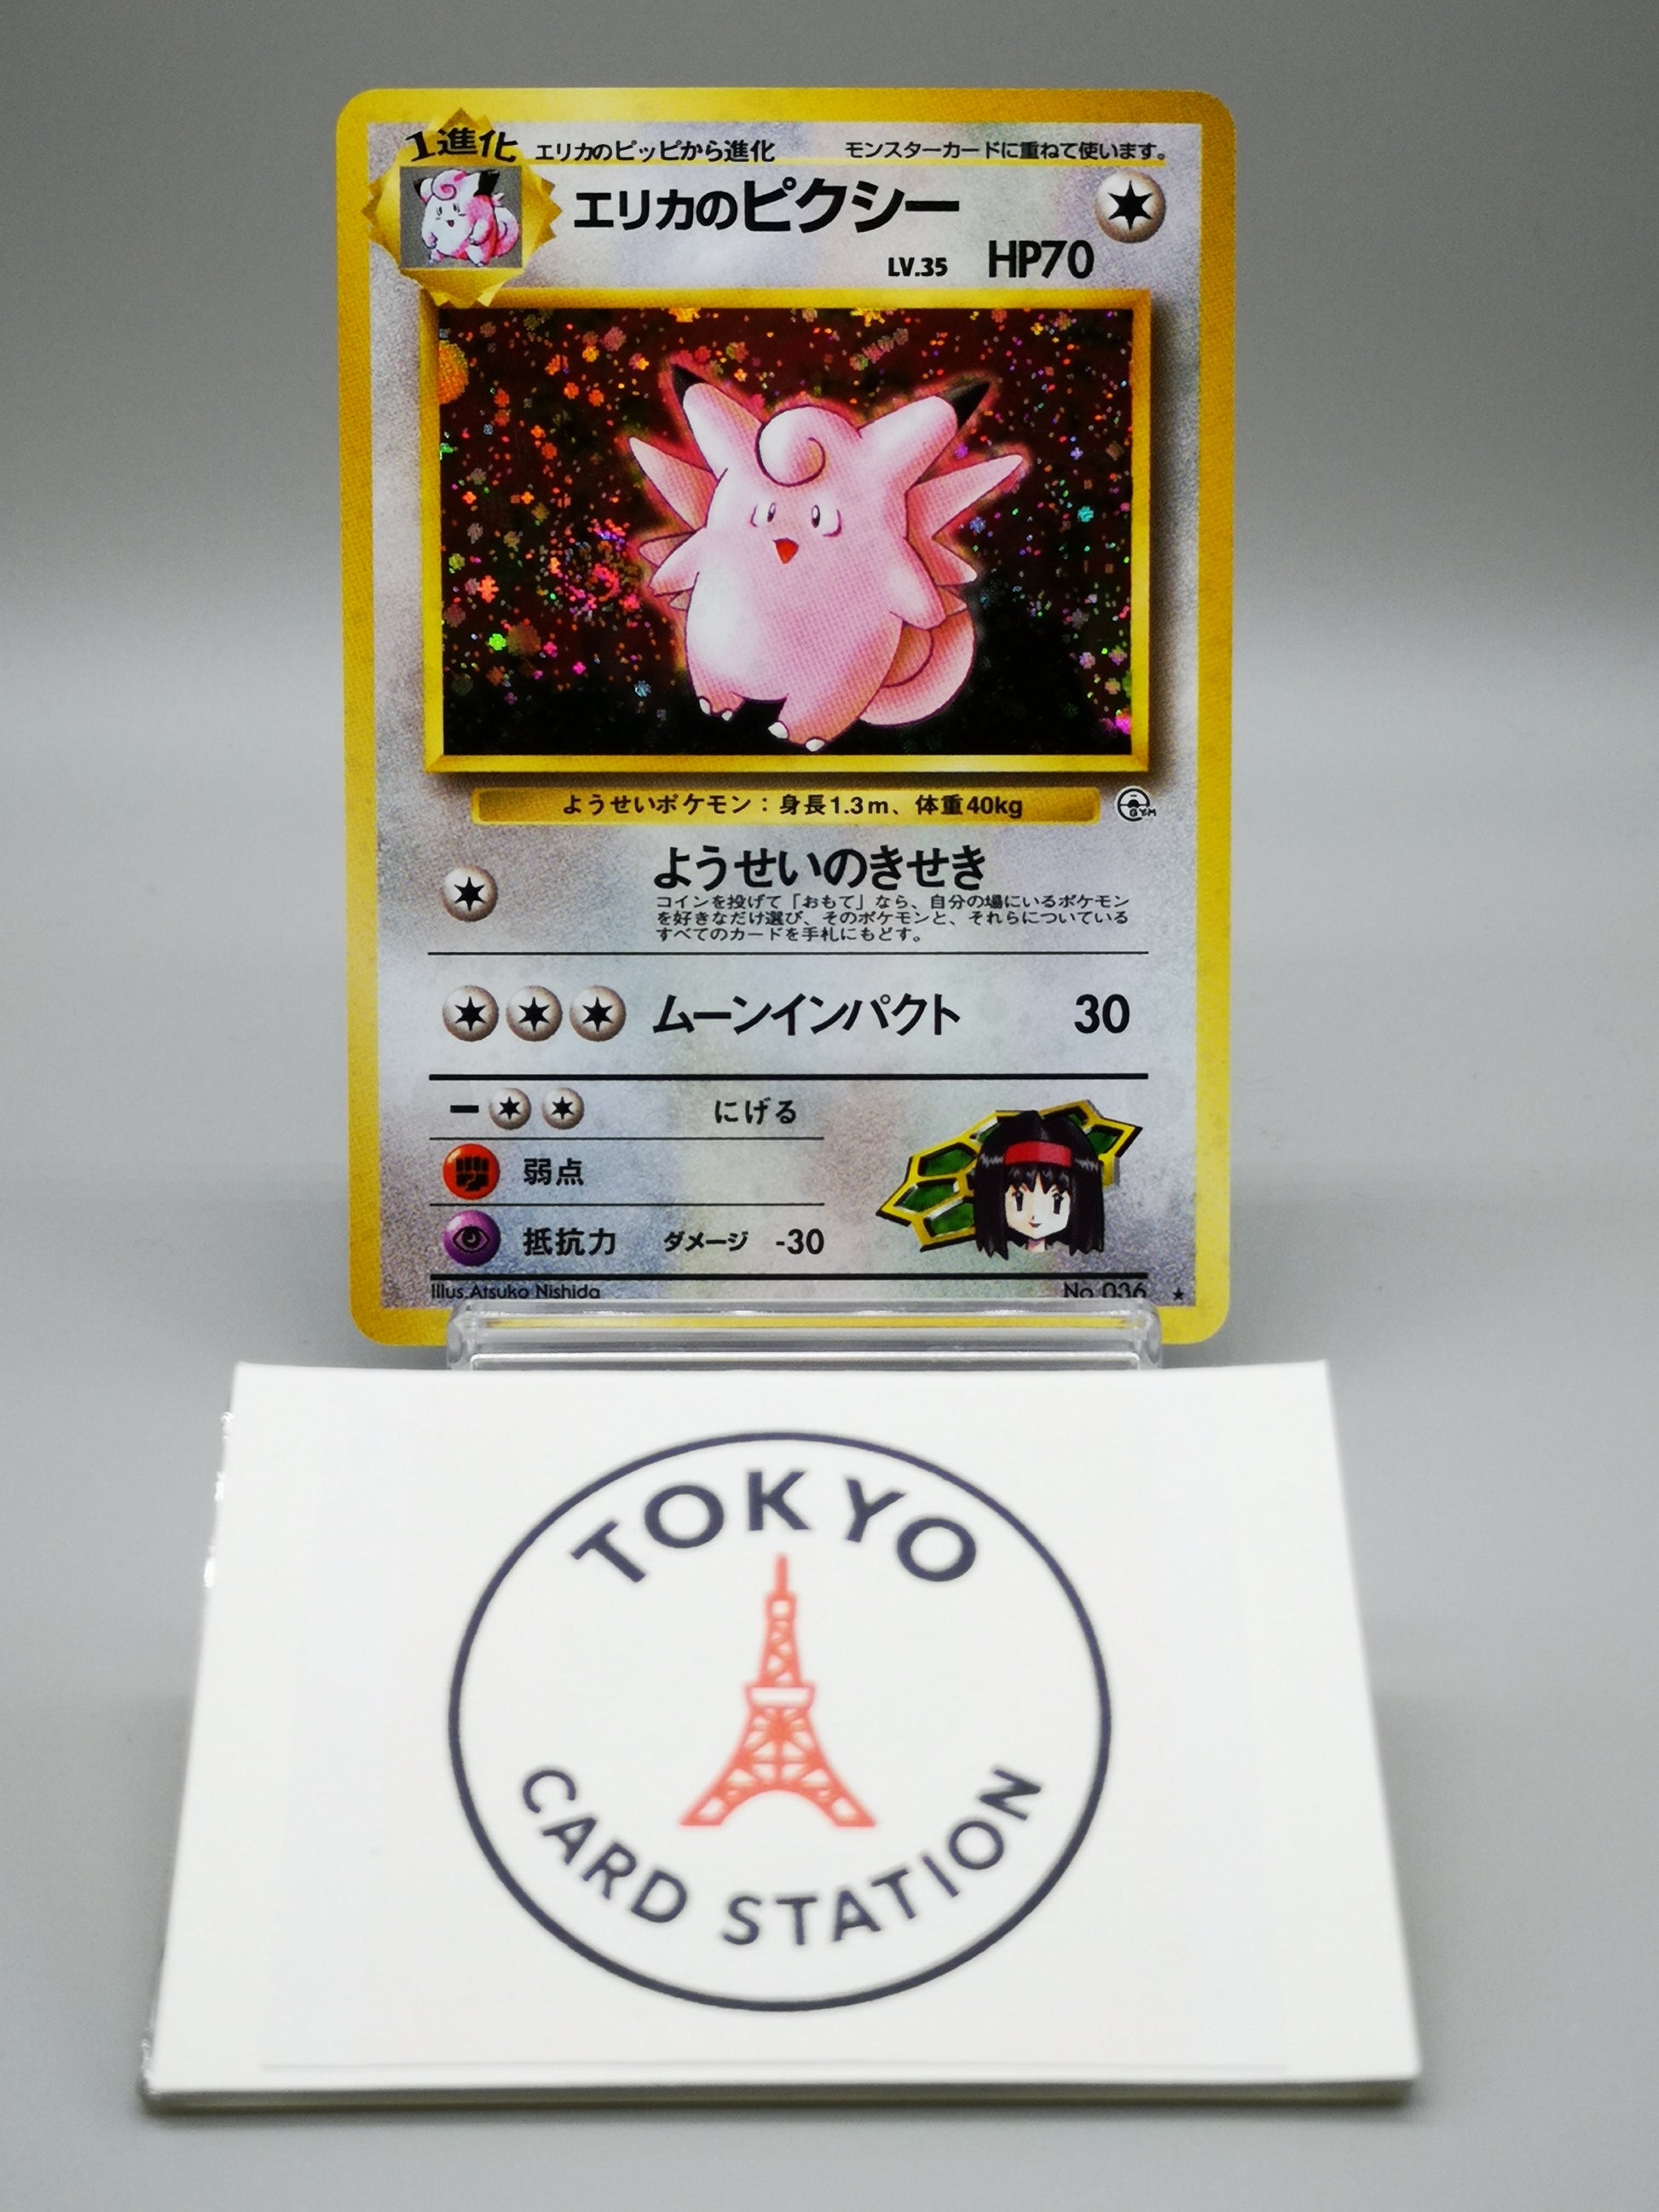 1進化
エリカのピッピから進化
モンスターカードに重ねて使います。
エリカのピクシー
LV.35 HP70
ようせいポケモン：身長1.3m、体重40kg
GYM
ようせいのきせき
コインを投げて「おもて」なら、自分の場にいるポケモン
を好きなだけ選び、そのポケモンと、それらについている
すべてのカードを手札にもどす。
ムーンインパクト 30
ー にげる
弱点
抵抗力 ダメージ -30
Illus.Atsuko Nishida No.036 ★
TOKYO
CARD STATION